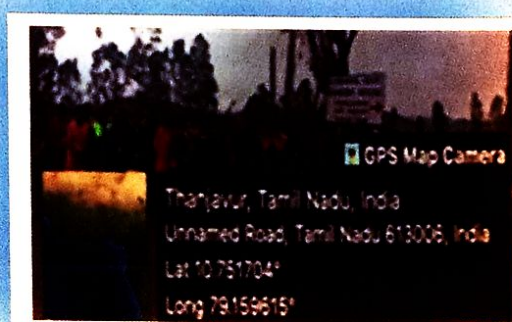 GPS Map Camera
Thanjavur, Tamil Nadu, India
Unnamed Road, Tamil Nadu 613006, India
Lat 10.751704°
Long 79.159615°